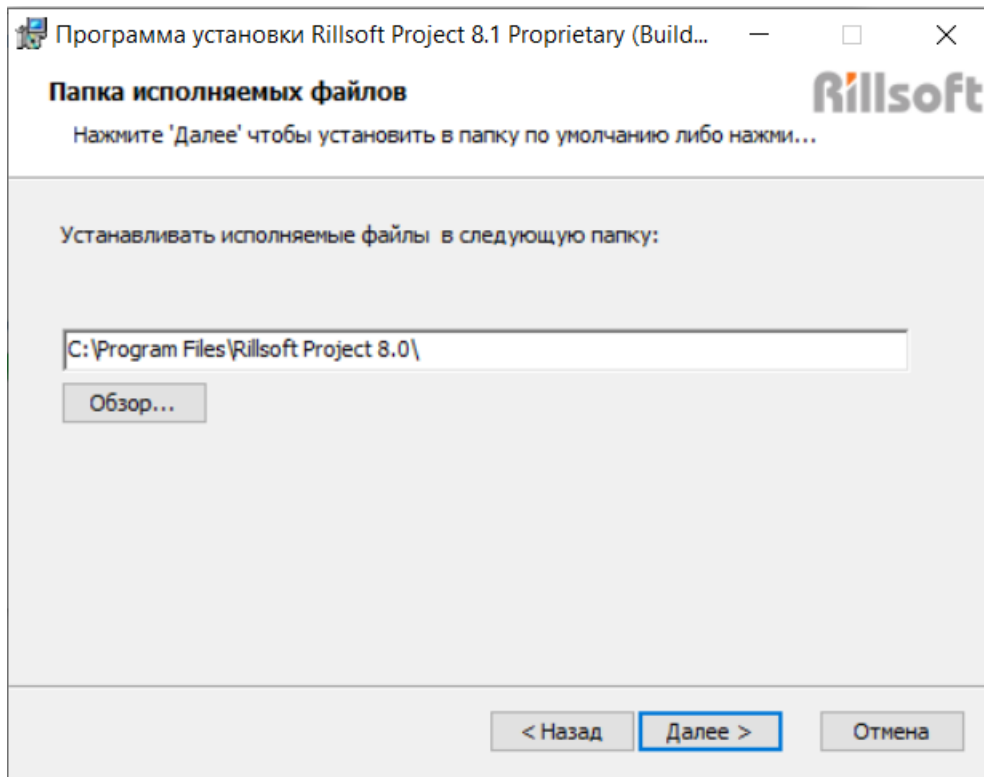 Программа установки Rillsoft Project 8.1 Proprietary (Build...
Папка исполняемых файлов
Rillsoft
Нажмите 'Далее' чтобы установить в папку по умолчанию либо нажми...
Устанавливать исполняемые файлы в следующую папку:
C:\Program Files\Rillsoft Project 8.0\
Обзор...
< Назад
Далее >
Отмена